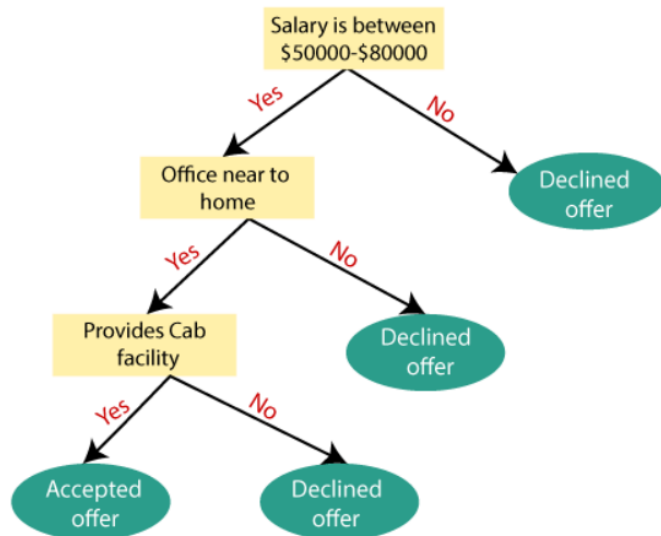 Salary is between
$50000-$80000
Yes
No
Office near to
home
Declined
offer
Yes
No
Provides Cab
facility
Declined
offer
Yes
No
Accepted
offer
Declined
offer